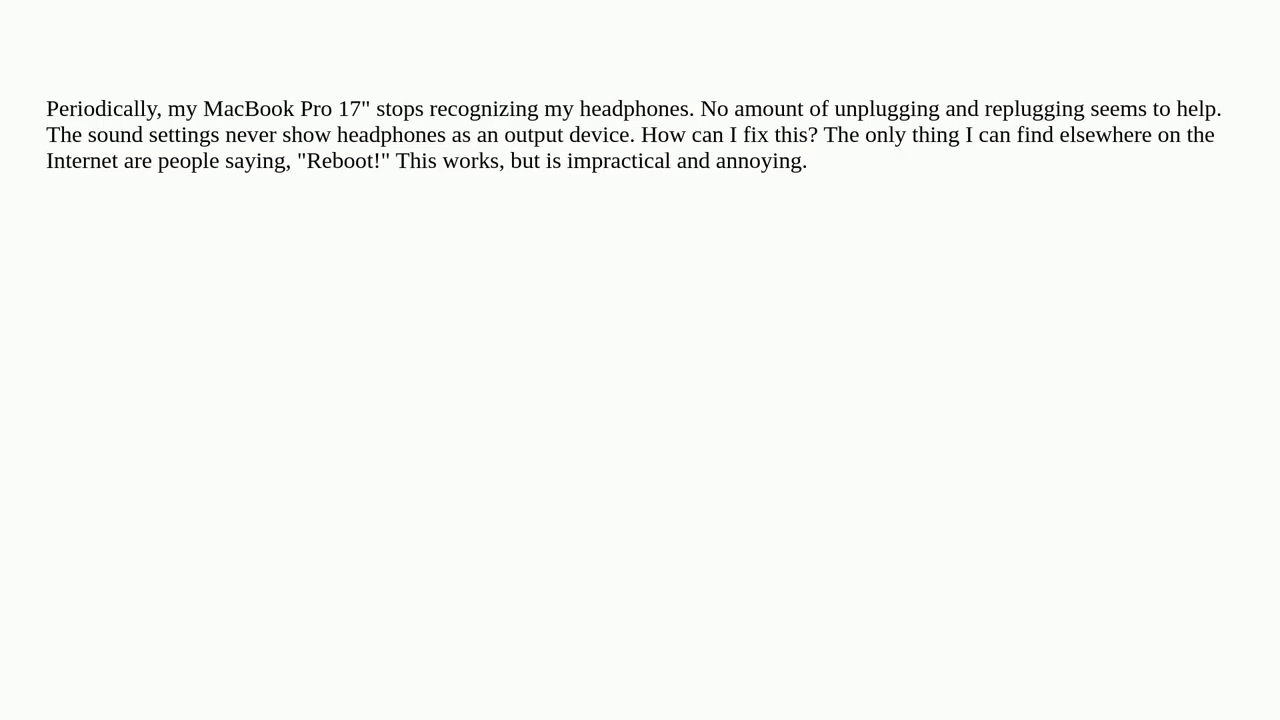 Periodically, my MacBook Pro 17" stops recognizing my headphones. No amount of unplugging and replugging seems to help.
The sound settings never show headphones as an output device. How can I fix this? The only thing I can find elsewhere on the
Internet are people saying, "Reboot!" This works, but is impractical and annoying.